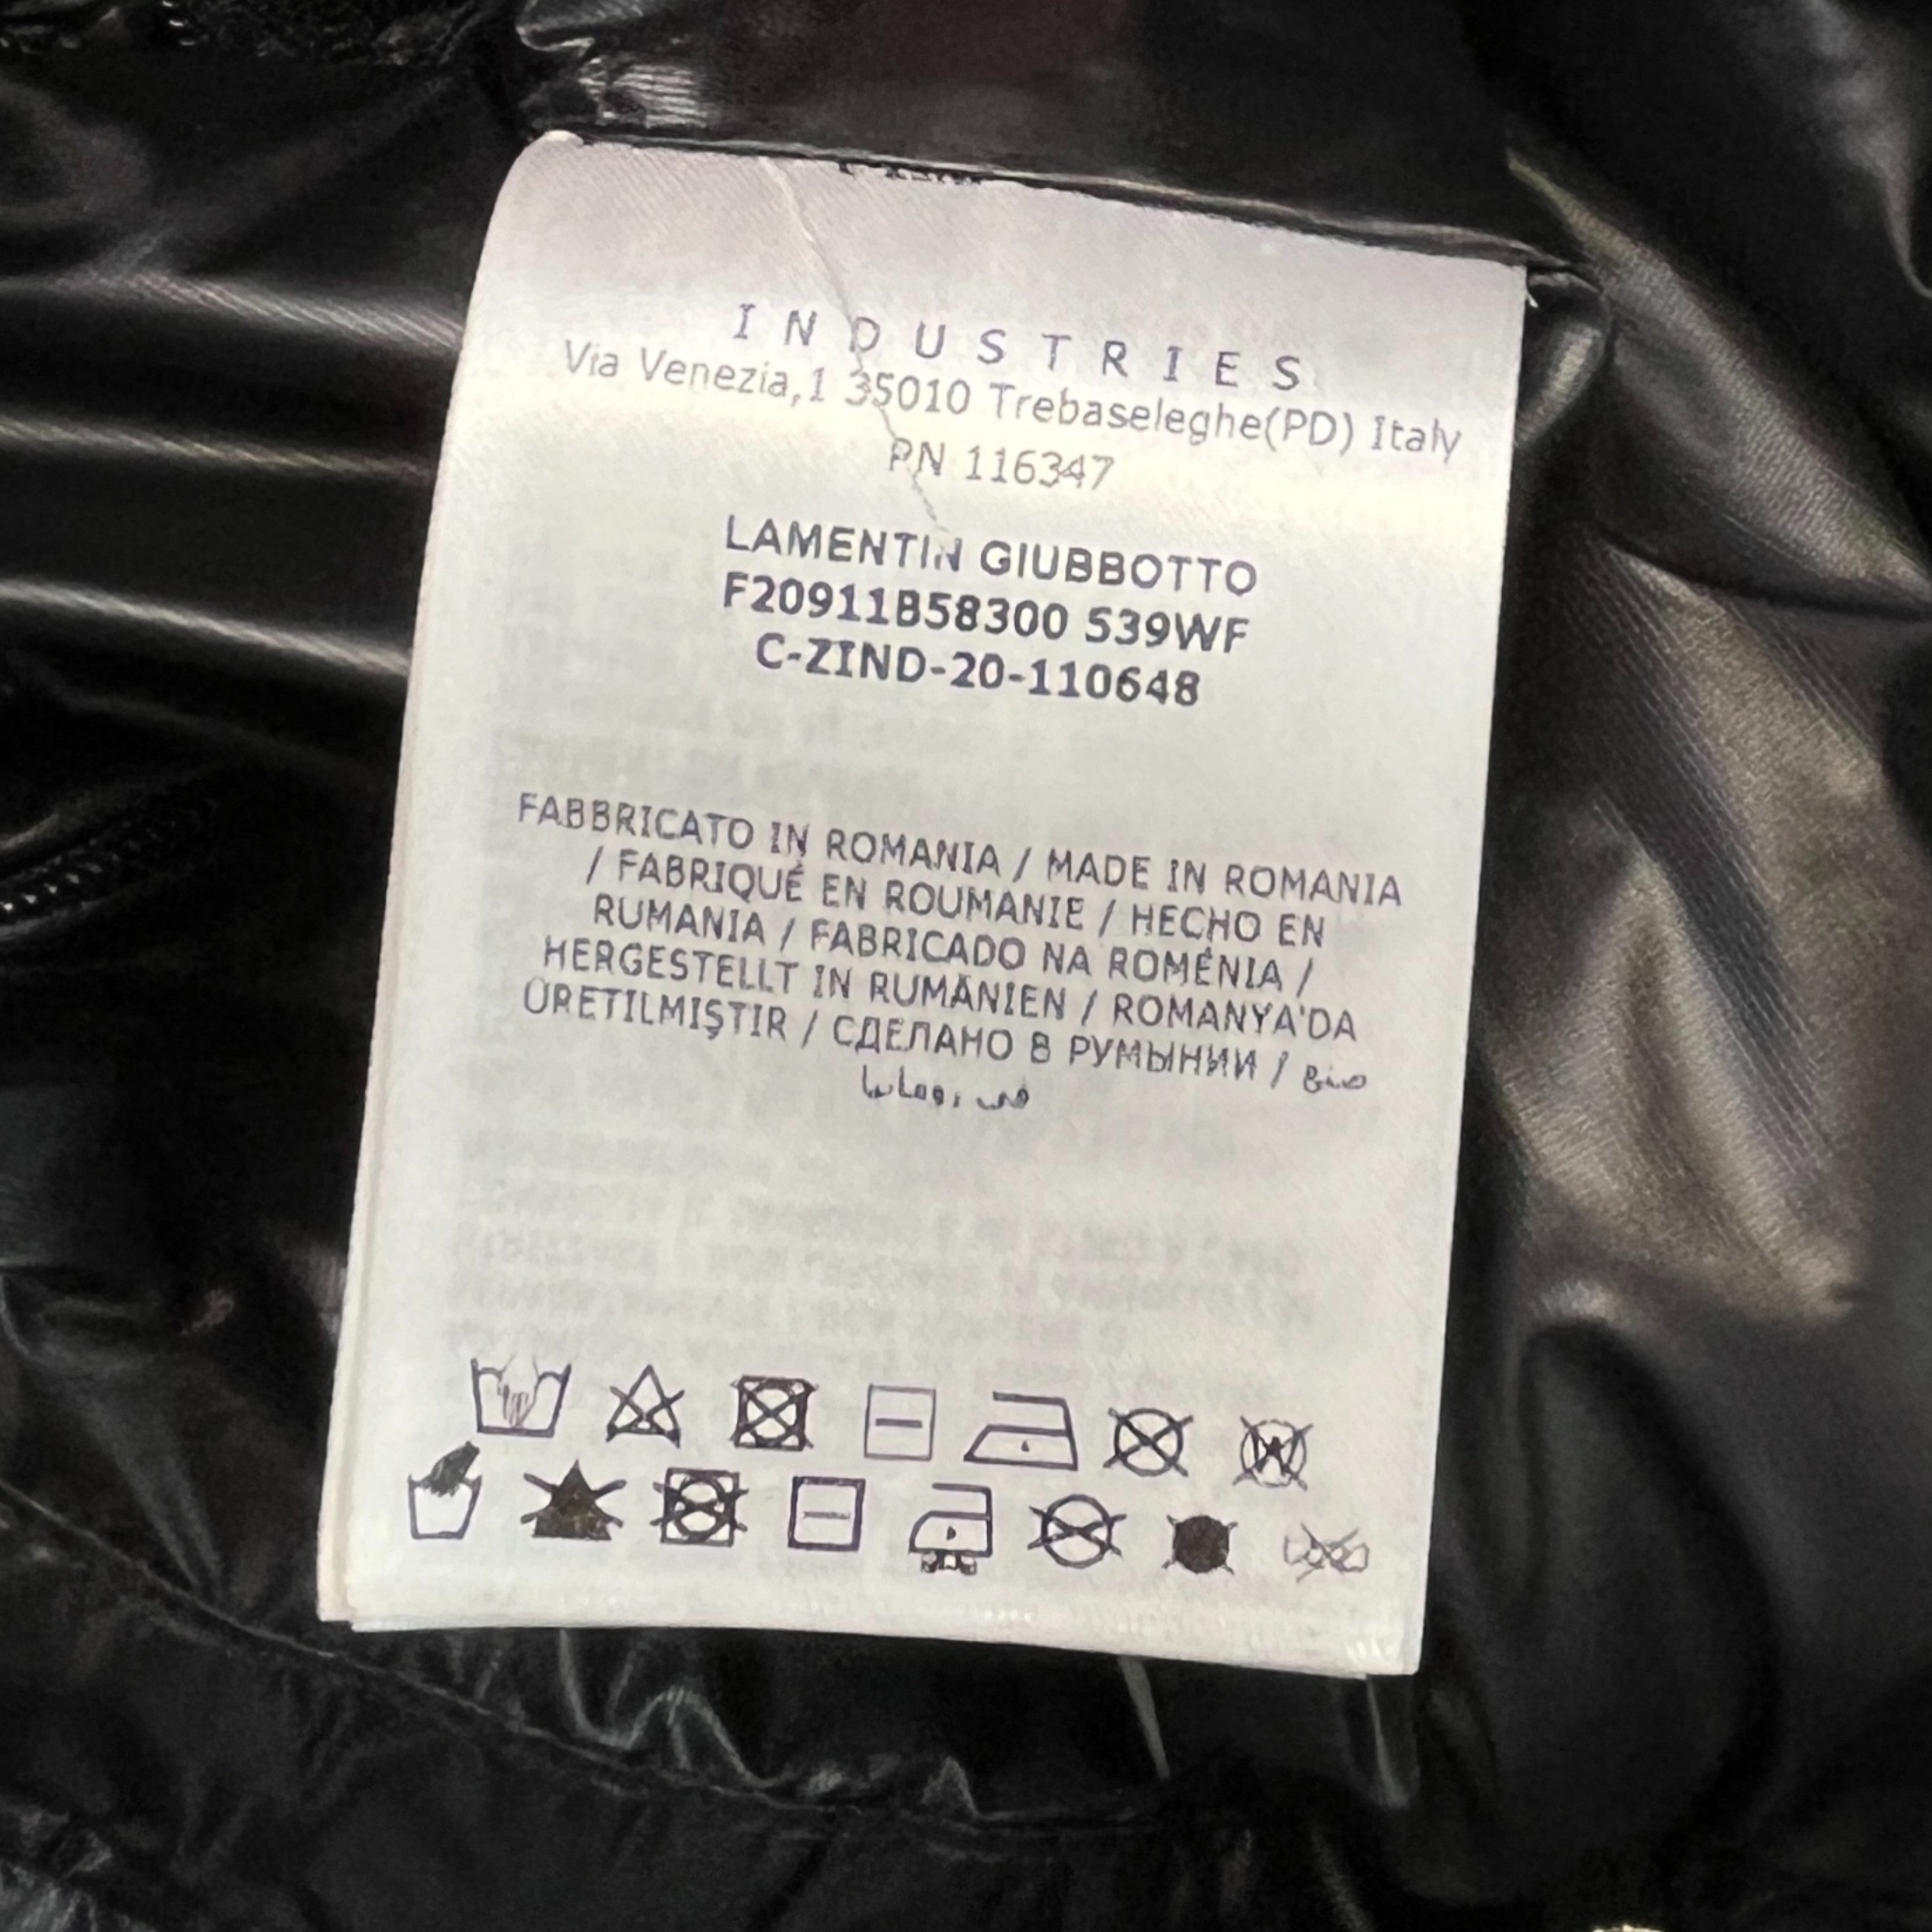 INDUSTRIES
Via Venezia,1 35010 Trebaseleghe(PD) Italy
PN 116347
LAMENTIN GIUBBOTTO
F20911B58300 539WF
C-ZIND-20-110648
FABBRICATO IN ROMANIA / MADE IN ROMANIA
/ FABRIQUÉ EN ROUMANIE / HECHO EN
RUMANIA / FABRICADO NA ROMÉNIA /
HERGESTELLT IN RUMÄNIEN / ROMANYA'DA
ÜRETILMIŞTIR / СДЕЛАНО В РУМЫНИИ / صنع
في رومانيا